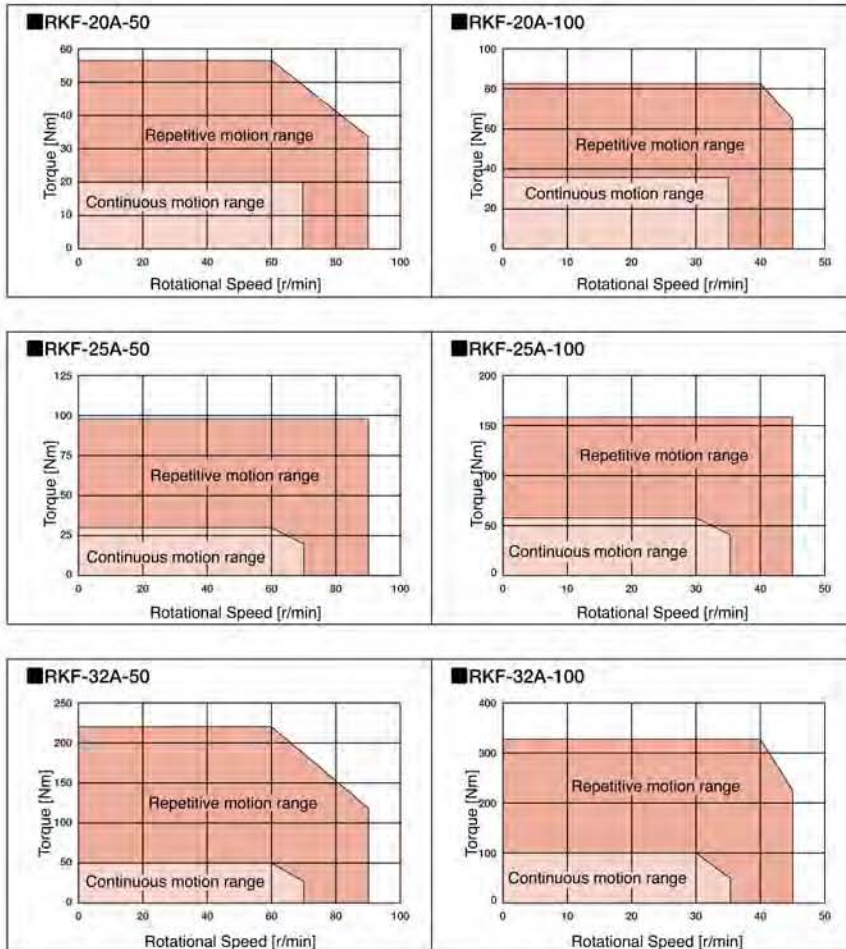 ■RKF-20A-50
60
50
40
30
20
10
0
Torque [Nm]
Repetitive motion range
Continuous motion range
0 20 40 60 80 100
Rotational Speed [r/min]
■RKF-20A-100
100
80
60
40
20
0
Torque [Nm]
Repetitive motion range
Continuous motion range
0 10 20 30 40 50
Rotational Speed [r/min]
■RKF-25A-50
125
100
75
50
25
0
Torque [Nm]
Repetitive motion range
Continuous motion range
0 20 40 60 80 100
Rotational Speed [r/min]
■RKF-25A-100
200
150
100
50
0
Torque [Nm]
Repetitive motion range
Continuous motion range
0 10 20 30 40 50
Rotational Speed [r/min]
■RKF-32A-50
250
200
150
100
50
0
Torque [Nm]
Repetitive motion range
Continuous motion range
0 20 40 60 80 100
Rotational Speed [r/min]
■RKF-32A-100
400
300
200
100
0
Torque [Nm]
Repetitive motion range
Continuous motion range
0 10 20 30 40 50
Rotational Speed [r/min]